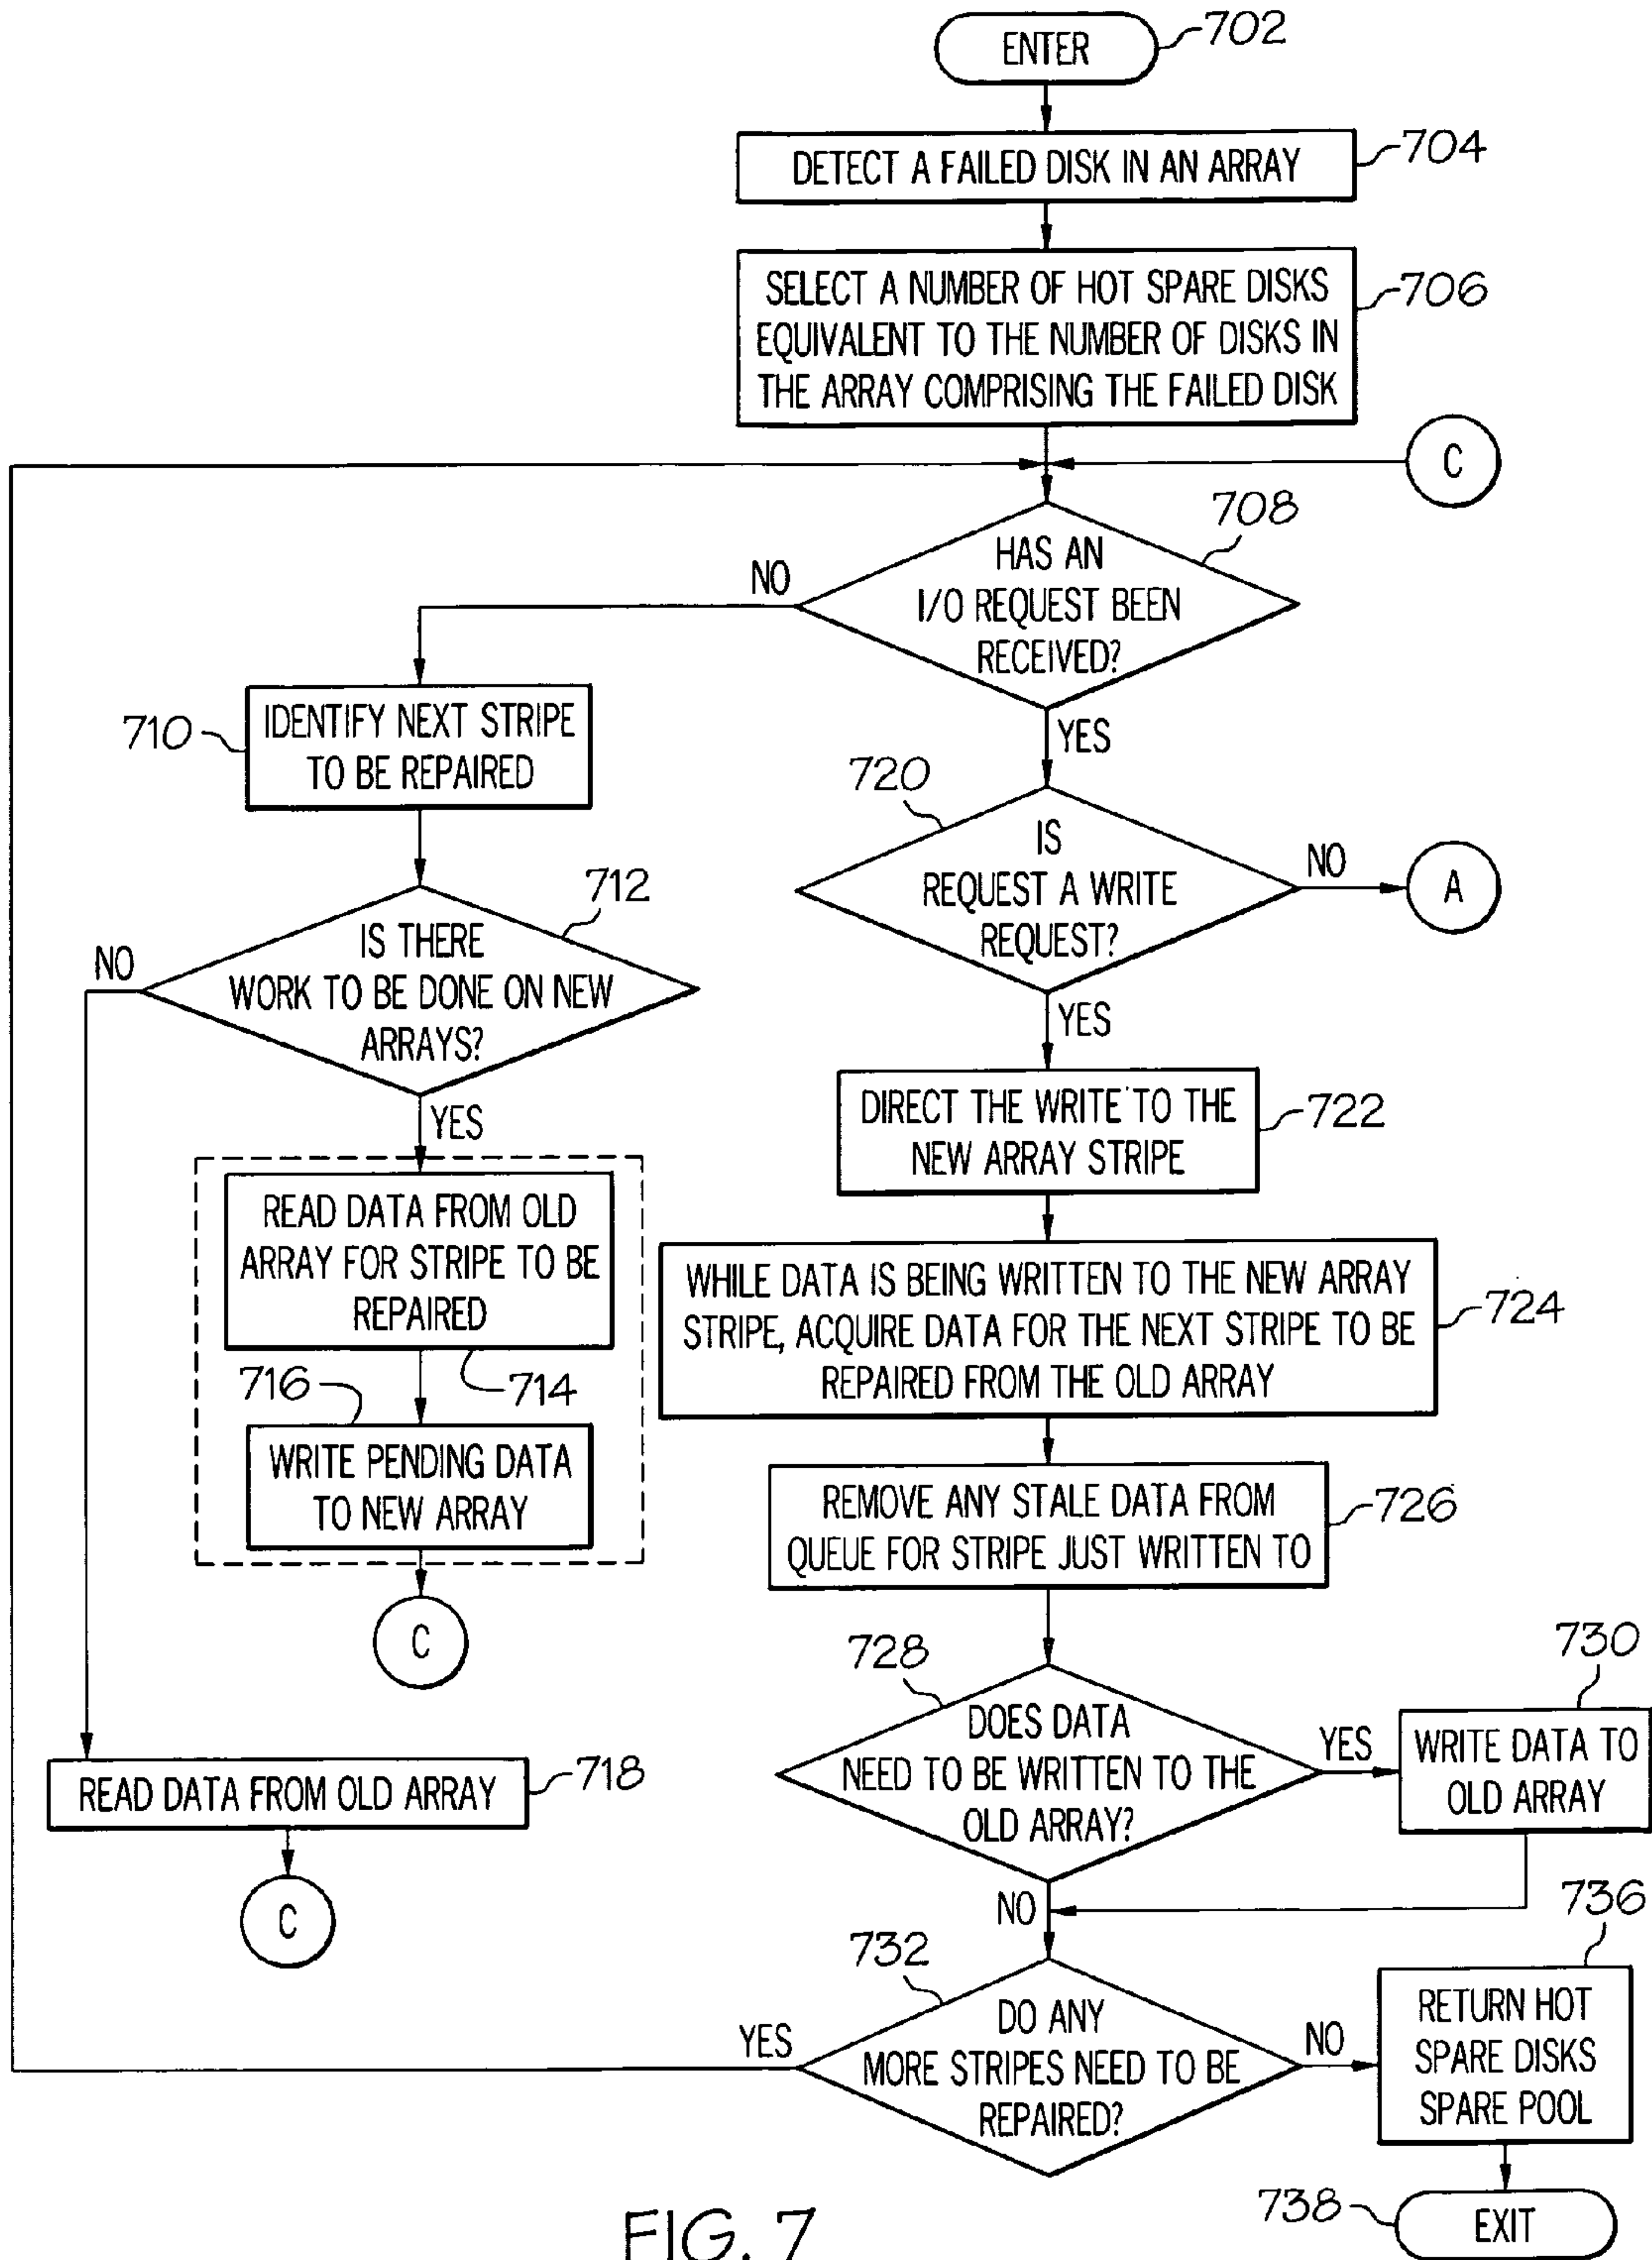 ENTER
702
DETECT A FAILED DISK IN AN ARRAY
704
SELECT A NUMBER OF HOT SPARE DISKS
EQUIVALENT TO THE NUMBER OF DISKS IN
THE ARRAY COMPRISING THE FAILED DISK
706
C
708
HAS AN
I/O REQUEST BEEN
RECEIVED?
NO
YES
710
IDENTIFY NEXT STRIPE
TO BE REPAIRED
712
IS THERE
WORK TO BE DONE ON NEW
ARRAYS?
NO
YES
READ DATA FROM OLD
ARRAY FOR STRIPE TO BE
REPAIRED
714
716
WRITE PENDING DATA
TO NEW ARRAY
C
READ DATA FROM OLD ARRAY
718
C
720
IS
REQUEST A WRITE
REQUEST?
NO
A
YES
DIRECT THE WRITE TO THE
NEW ARRAY STRIPE
722
WHILE DATA IS BEING WRITTEN TO THE NEW ARRAY
STRIPE, ACQUIRE DATA FOR THE NEXT STRIPE TO BE
REPAIRED FROM THE OLD ARRAY
724
REMOVE ANY STALE DATA FROM
QUEUE FOR STRIPE JUST WRITTEN TO
726
728
DOES DATA
NEED TO BE WRITTEN TO THE
OLD ARRAY?
YES
730
WRITE DATA TO
OLD ARRAY
NO
732
DO ANY
MORE STRIPES NEED TO BE
REPAIRED?
YES
NO
736
RETURN HOT
SPARE DISKS
SPARE POOL
738
EXIT
FIG. 7